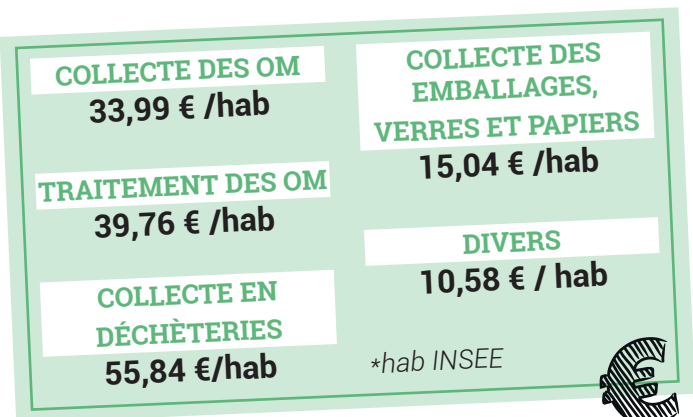 COLLECTE DES OM
33,99 € /hab
TRAITEMENT DES OM
39,76 € /hab
COLLECTE EN
DÉCHÈTERIES
55,84 €/hab
COLLECTE DES
EMBALLAGES,
VERRES ET PAPIERS
15,04 € /hab
DIVERS
10,58 € / hab
*hab INSEE
€